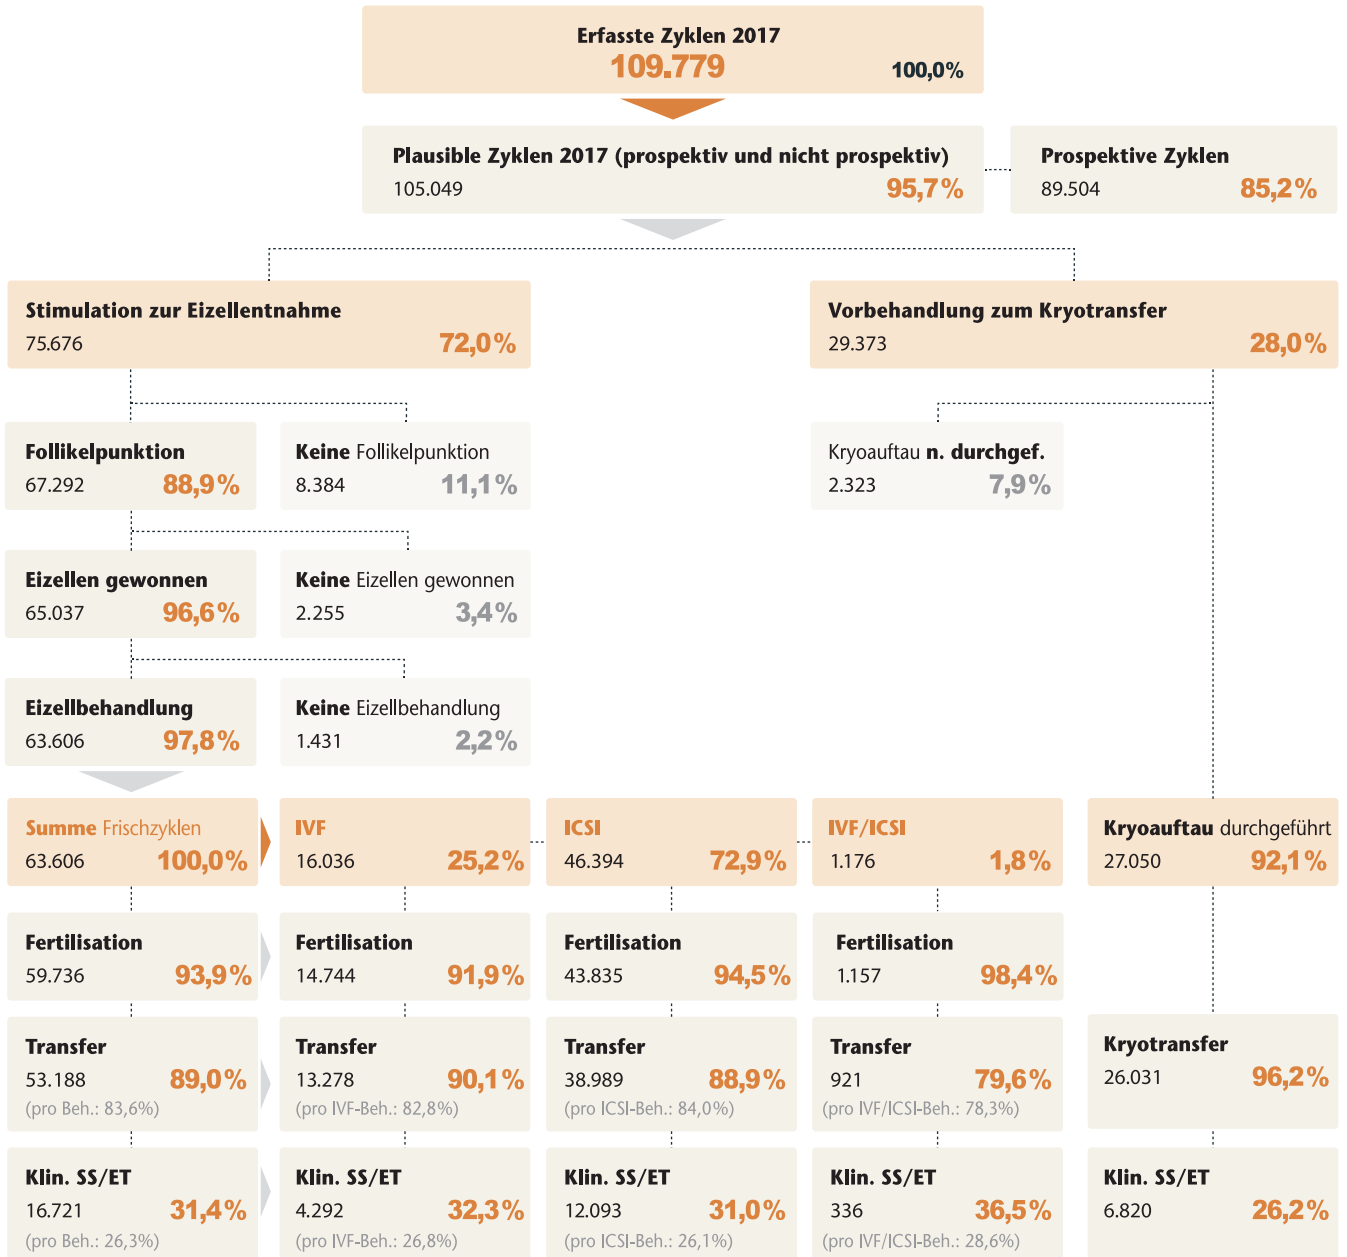 Erfasste Zyklen 2017
109.779 100,0%
Plausible Zyklen 2017 (prospektiv und nicht prospektiv)
105.049 95,7%
Prospektive Zyklen
89.504 85,2%
Stimulation zur Eizellentnahme
75.676 72,0%
Vorbehandlung zum Kryotransfer
29.373 28,0%
Follikelpunktion
67.292 88,9%
Keine Follikelpunktion
8.384 11,1%
Kryoauftau n. durchgef.
2.323 7,9%
Eizellen gewonnen
65.037 96,6%
Keine Eizellen gewonnen
2.255 3,4%
Eizellbehandlung
63.606 97,8%
Keine Eizellbehandlung
1.431 2,2%
Summe Frischzyklen
63.606 100,0%
IVF
16.036 25,2%
ICSI
46.394 72,9%
IVF/ICSI
1.176 1,8%
Kryoauftau durchgeführt
27.050 92,1%
Fertilisation
59.736 93,9%
Fertilisation
14.744 91,9%
Fertilisation
43.835 94,5%
Fertilisation
1.157 98,4%
Transfer
53.188 89,0%
(pro Beh.: 83,6%)
Transfer
13.278 90,1%
(pro IVF-Beh.: 82,8%)
Transfer
38.989 88,9%
(pro ICSI-Beh.: 84,0%)
Transfer
921 79,6%
(pro IVF/ICSI-Beh.: 78,3%)
Kryotransfer
26.031 96,2%
Klin. SS/ET
16.721 31,4%
(pro Beh.: 26,3%)
Klin. SS/ET
4.292 32,3%
(pro IVF-Beh.: 26,8%)
Klin. SS/ET
12.093 31,0%
(pro ICSI-Beh.: 26,1%)
Klin. SS/ET
336 36,5%
(pro IVF/ICSI-Beh.: 28,6%)
Klin. SS/ET
6.820 26,2%